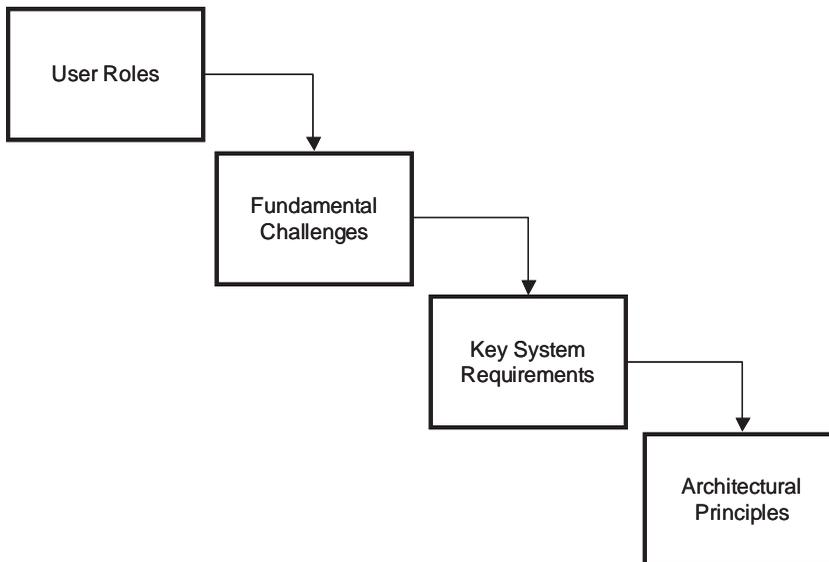 User Roles
Fundamental
Challenges
Key System
Requirements
Architectural
Principles